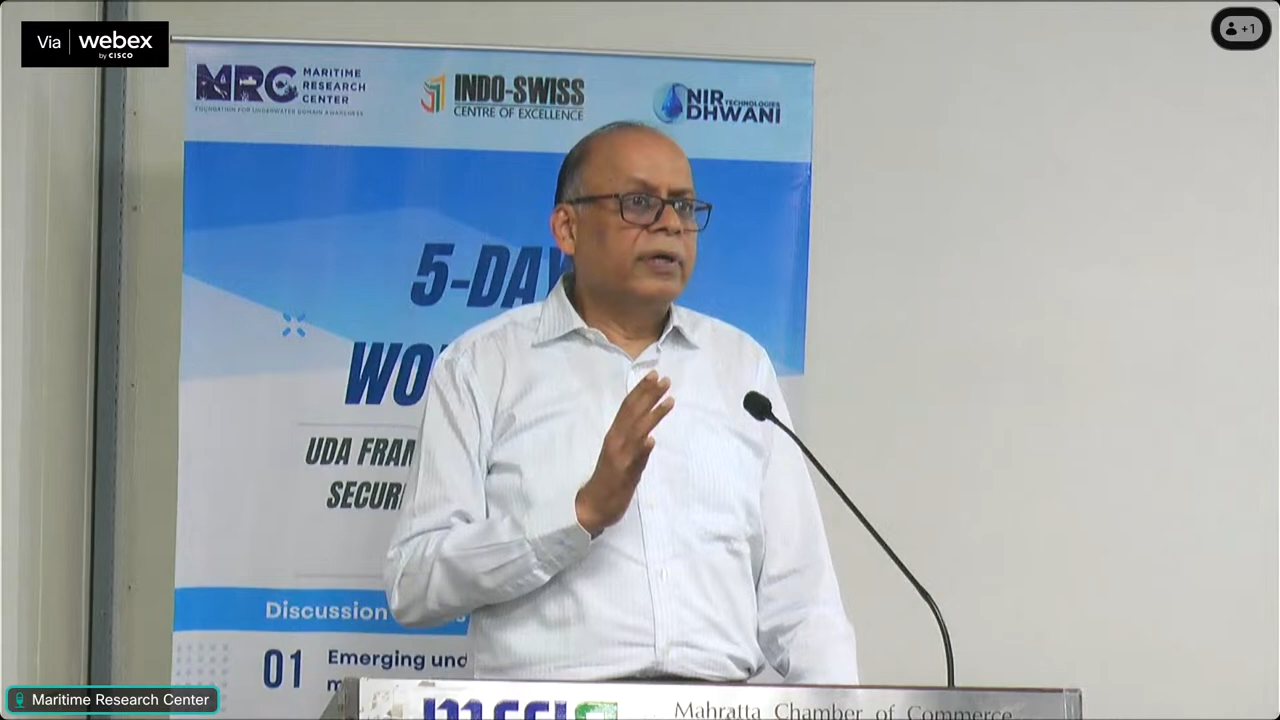 Via webex
by CISCO
+1
MRC MARITIME
RESEARCH
CENTER
FOUNDATION FOR UNDERWATER DOMAIN AWARENESS
INDO-SWISS
CENTRE OF EXCELLENCE
NIR
DHWANI
TECHNOLOGIES
5-DAY
WO
UDA FRAM
SECURI
Discussion
01 Emerging und
m
Maritime Research Center
mccia
Mahratta Chamber of Commerce